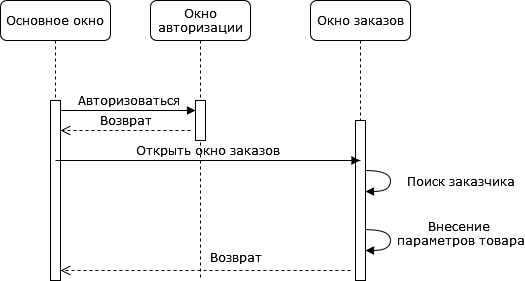 Основное окно
Окно
авторизации
Окно заказов
Авторизоваться
Возврат
Открыть окно заказов
Поиск заказчика
Внесение
параметров товара
Возврат